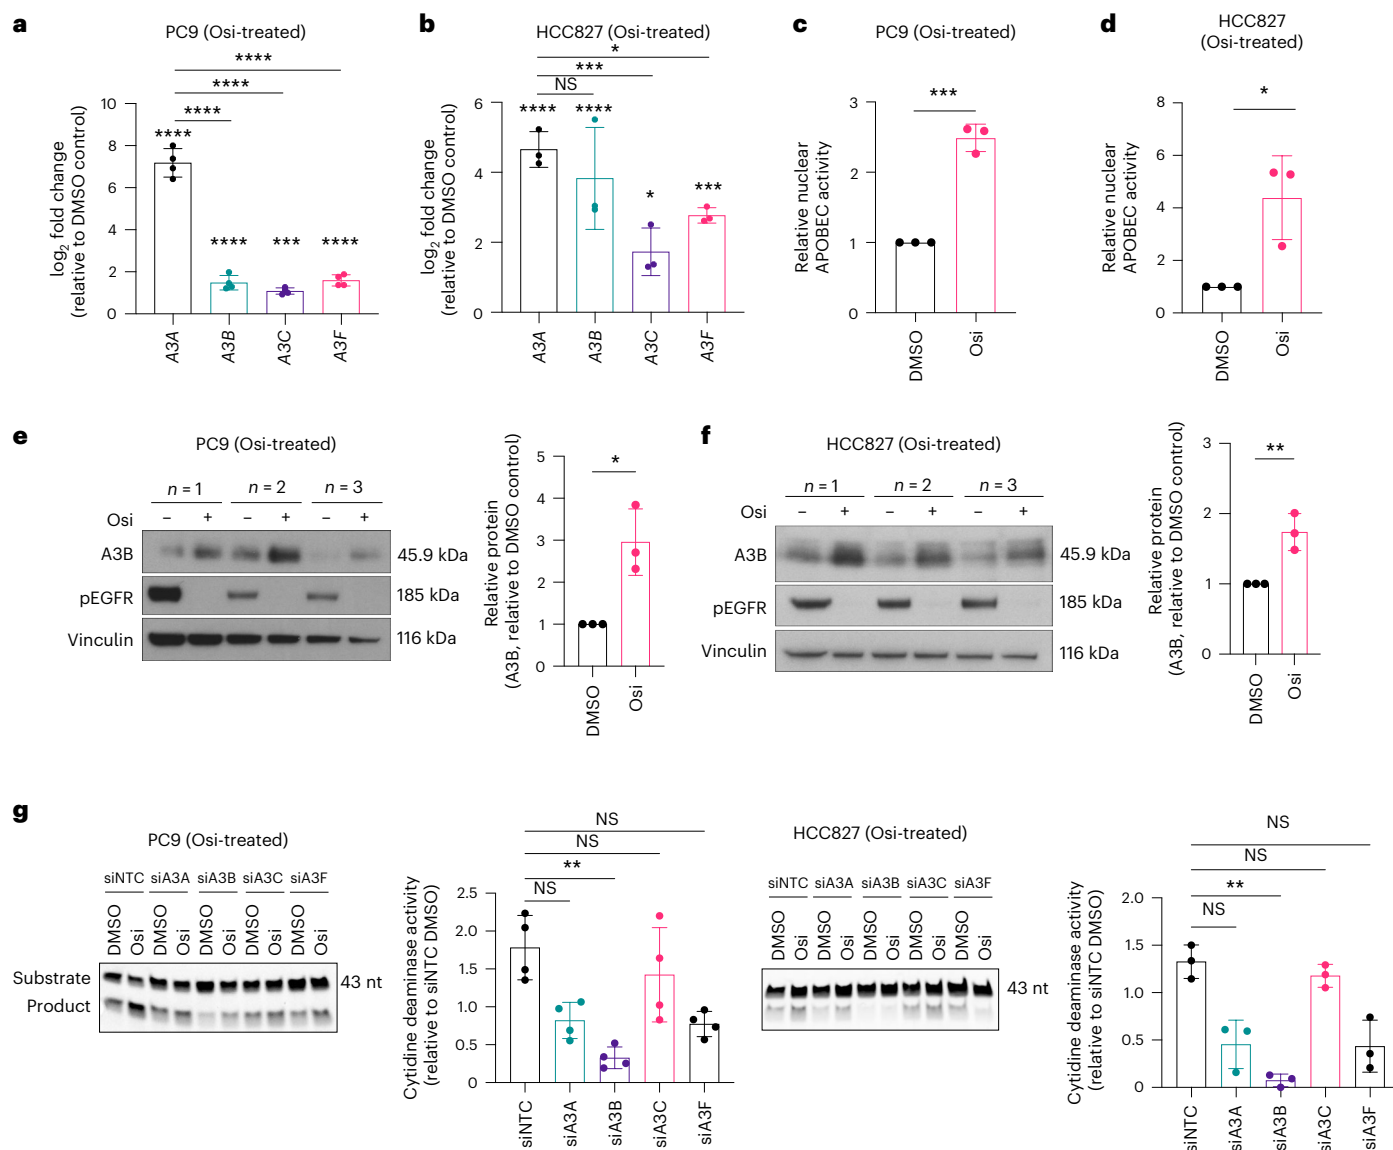 a
PC9 (Osi-treated)
****
****
****
****
****
***
****
log2 fold change
(relative to DMSO control)
10
8
6
4
2
0
A3A
A3B
A3C
A3F
b
HCC827 (Osi-treated)
*
***
NS
****
****
*
***
log2 fold change
(relative to DMSO control)
6
4
2
0
A3A
A3B
A3C
A3F
c
PC9 (Osi-treated)
***
Relative nuclear
APOBEC activity
3
2
1
0
DMSO
Osi
d
HCC827
(Osi-treated)
*
Relative nuclear
APOBEC activity
8
6
4
2
0
DMSO
Osi
e
PC9 (Osi-treated)
n = 1
n = 2
n = 3
Osi – + – + – +
A3B 45.9 kDa
pEGFR 185 kDa
Vinculin 116 kDa
Relative protein
(A3B, relative to DMSO control)
*
5
4
3
2
1
0
DMSO
Osi
f
HCC827 (Osi-treated)
n = 1
n = 2
n = 3
Osi – + – + – +
A3B 45.9 kDa
pEGFR 185 kDa
Vinculin 116 kDa
Relative protein
(A3B, relative to DMSO control)
**
3
2
1
0
DMSO
Osi
g
PC9 (Osi-treated)
siNTC siA3A siA3B siA3C siA3F
DMSO Osi DMSO Osi DMSO Osi DMSO Osi DMSO Osi
Substrate 43 nt
Product
NS
NS
**
NS
Cytidine deaminase activity
(relative to siNTC DMSO)
2.5
2.0
1.5
1.0
0.5
0
siNTC
siA3A
siA3B
siA3C
siA3F
HCC827 (Osi-treated)
siNTC siA3A siA3B siA3C siA3F
DMSO Osi DMSO Osi DMSO Osi DMSO Osi DMSO Osi
43 nt
NS
NS
**
NS
Cytidine deaminase activity
(relative to siNTC DMSO)
2.0
1.5
1.0
0.5
0
siNTC
siA3A
siA3B
siA3C
siA3F